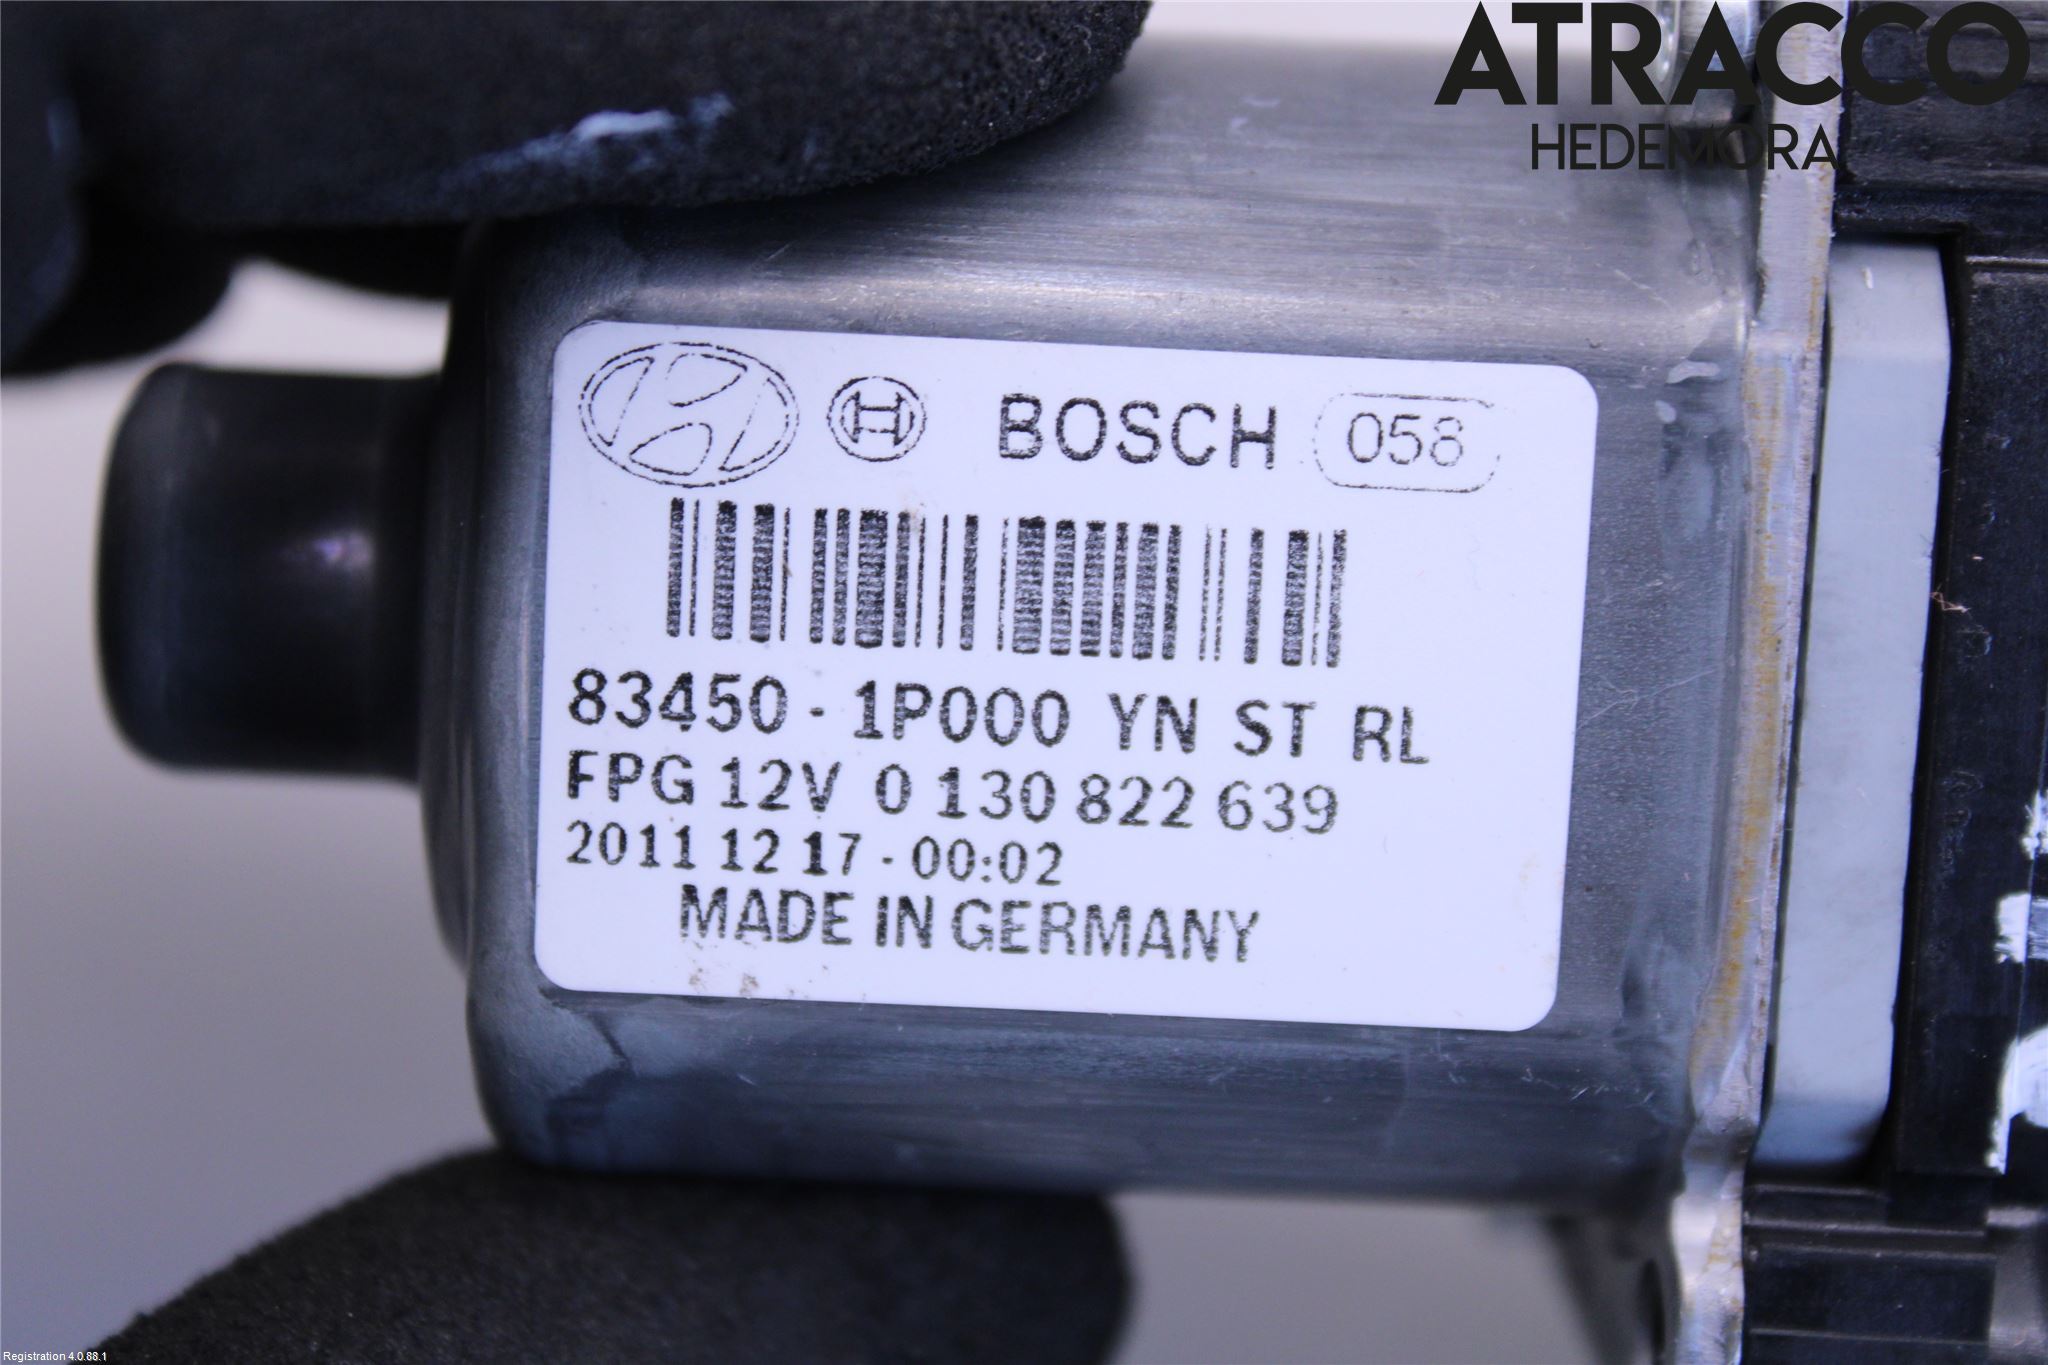 ATRACCO
HEDEMORA
BOSCH 058
83450 - 1P000 YN ST RL
FPG 12V 0 130 822 639
2011 12 17 - 00:02
MADE IN GERMANY
Registration 4.0.88.1